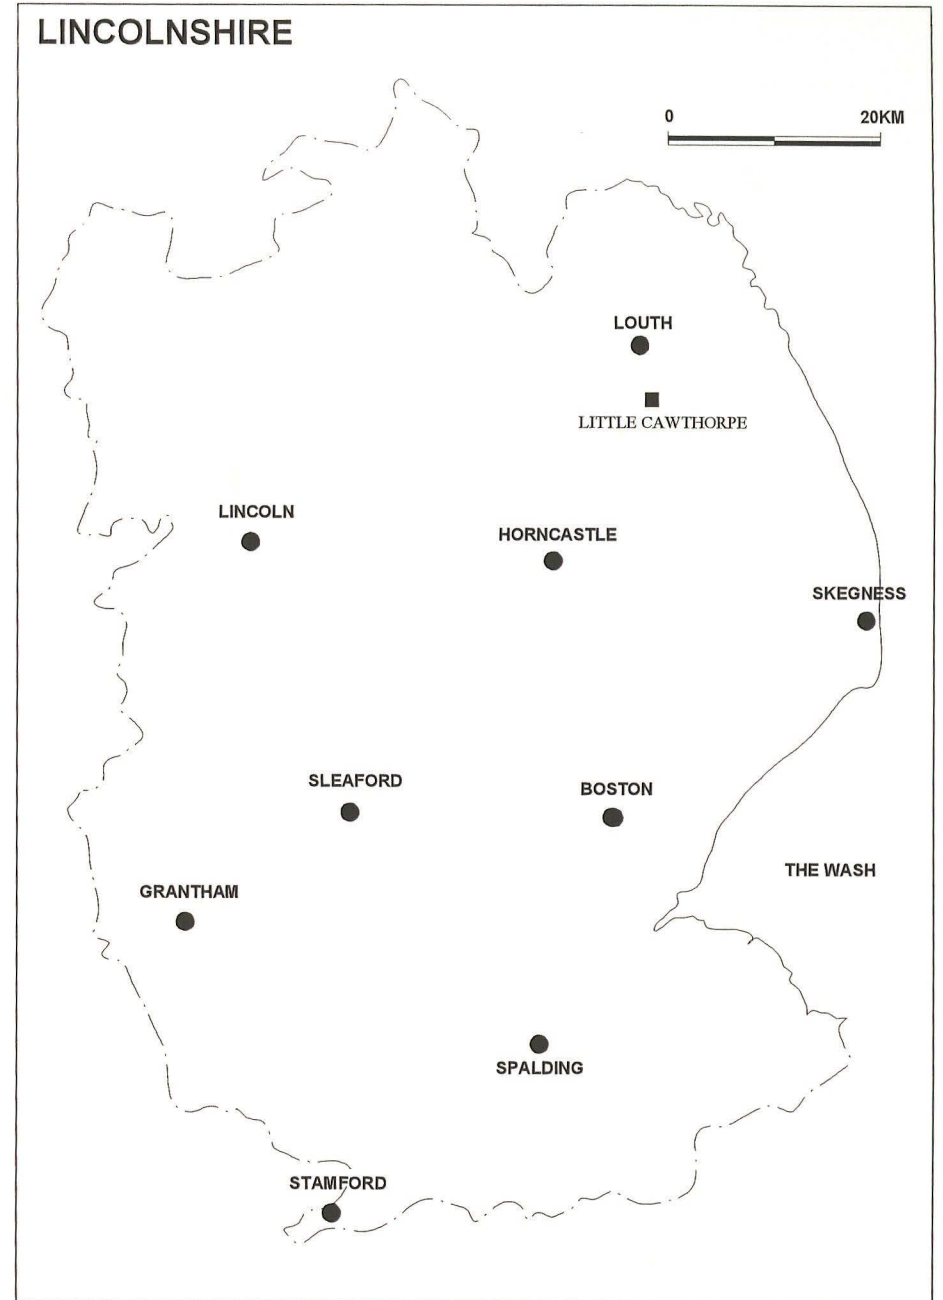 LINCOLNSHIRE
0 20KM
LOUTH
LITTLE CAWTHORPE
LINCOLN
HORNCASTLE
SKEGNESS
SLEAFORD
BOSTON
THE WASH
GRANTHAM
SPALDING
STAMFORD